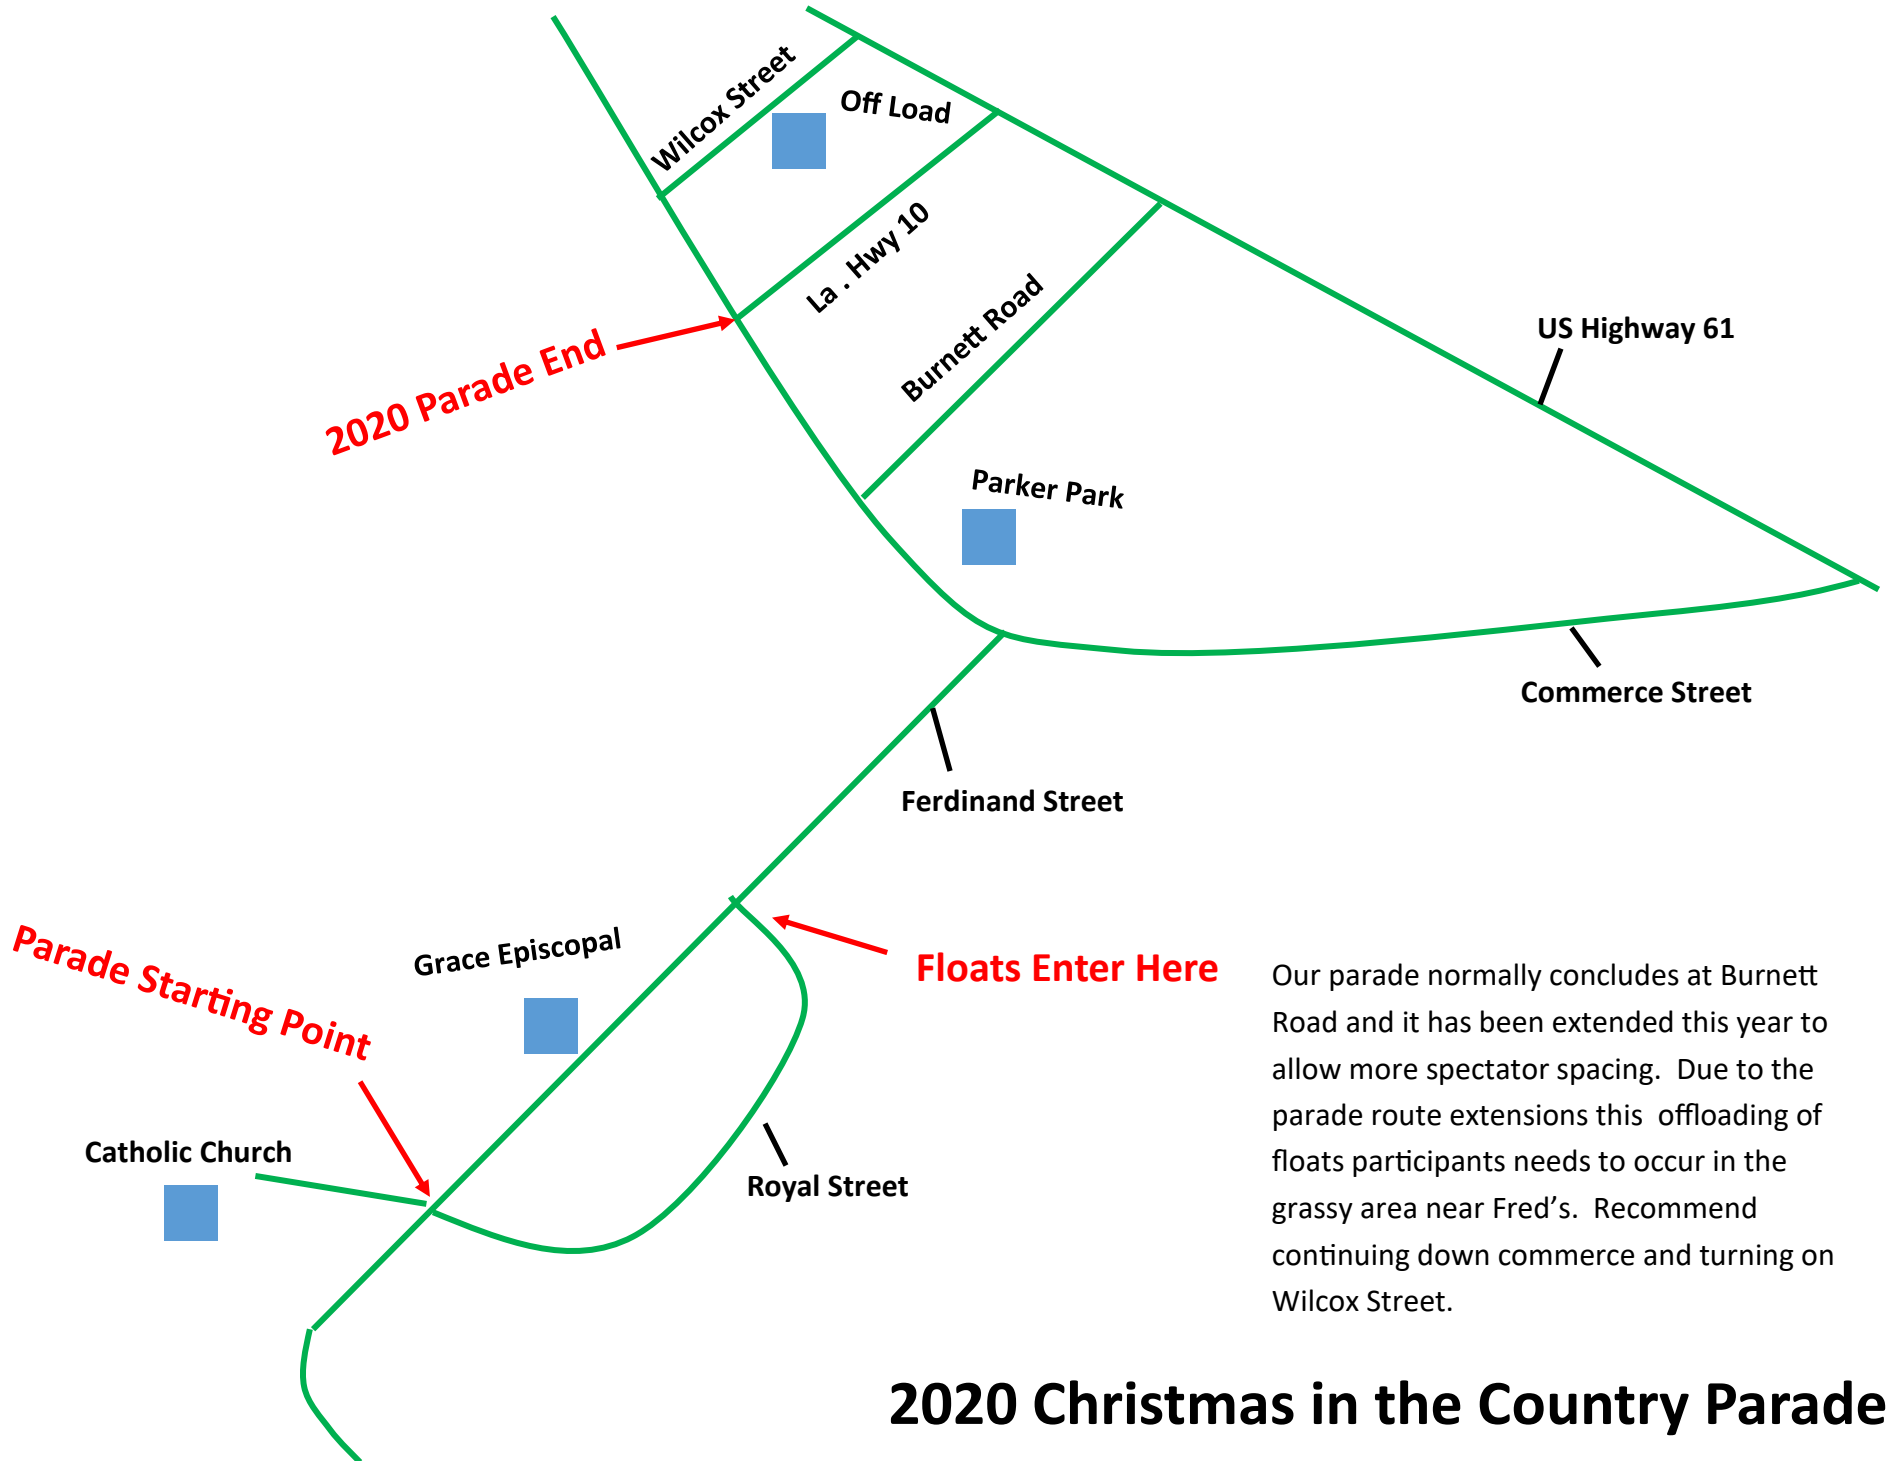 Wilcox Street
Off Load
La . Hwy 10
Burnett Road
US Highway 61
2020 Parade End
Parker Park
Commerce Street
Ferdinand Street
Parade Starting Point
Grace Episcopal
Floats Enter Here
Catholic Church
Royal Street
Our parade normally concludes at Burnett
Road and it has been extended this year to
allow more spectator spacing.  Due to the
parade route extensions this  offloading of
floats participants needs to occur in the
grassy area near Fred’s.  Recommend
continuing down commerce and turning on
Wilcox Street.
2020 Christmas in the Country Parade